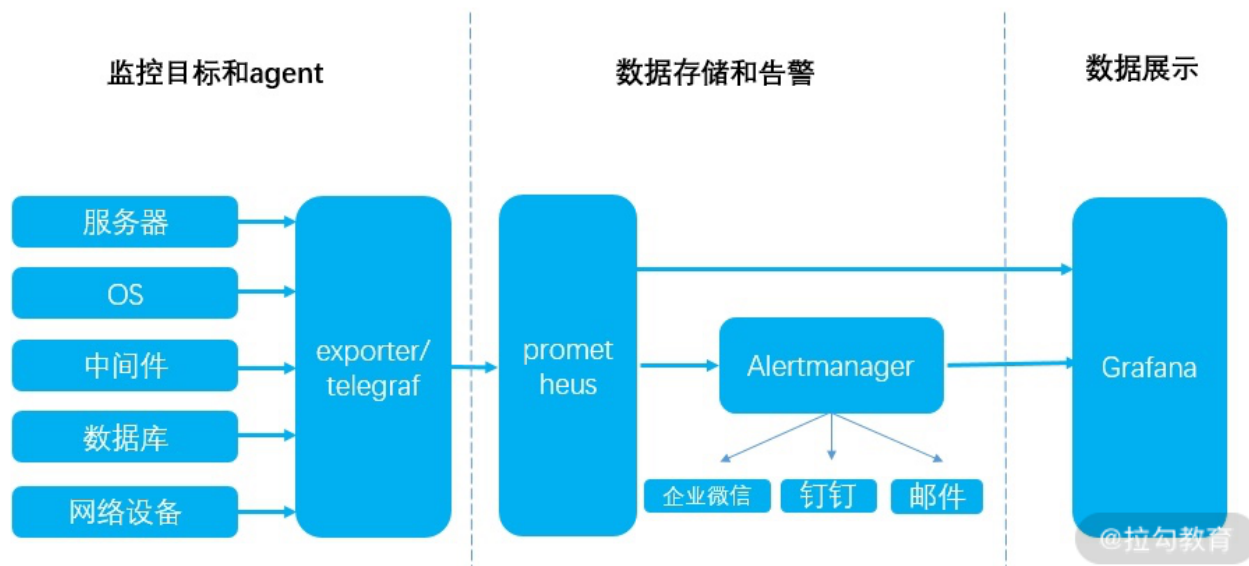 监控目标和agent
数据存储和告警
数据展示
服务器
OS
中间件
数据库
网络设备
exporter/
telegraf
promet
heus
Alertmanager
企业微信
钉钉
邮件
Grafana
@拉勾教育